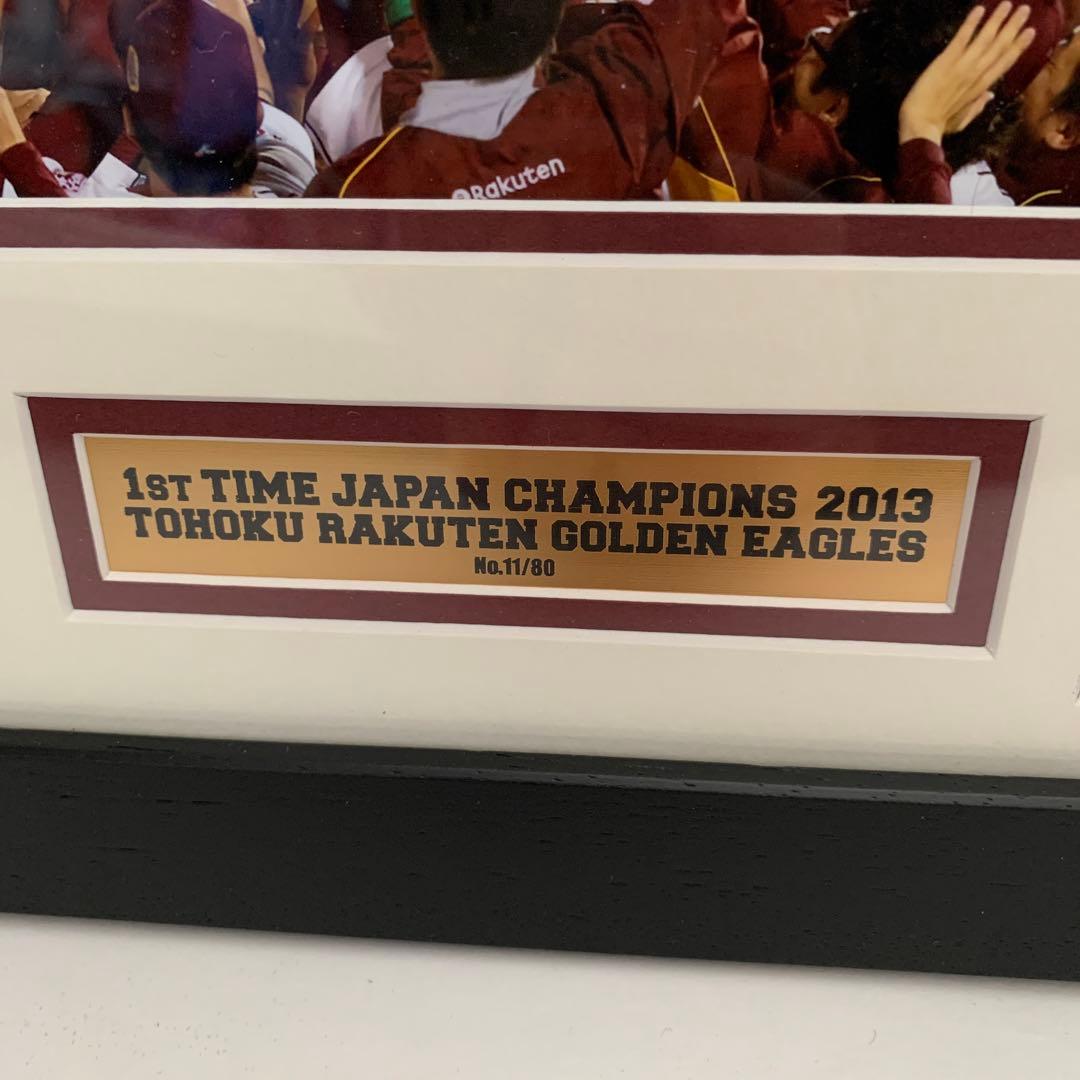 Rakuten
1ST TIME JAPAN CHAMPIONS 2013
TOHOKU RAKUTEN GOLDEN EAGLES
No.11/80